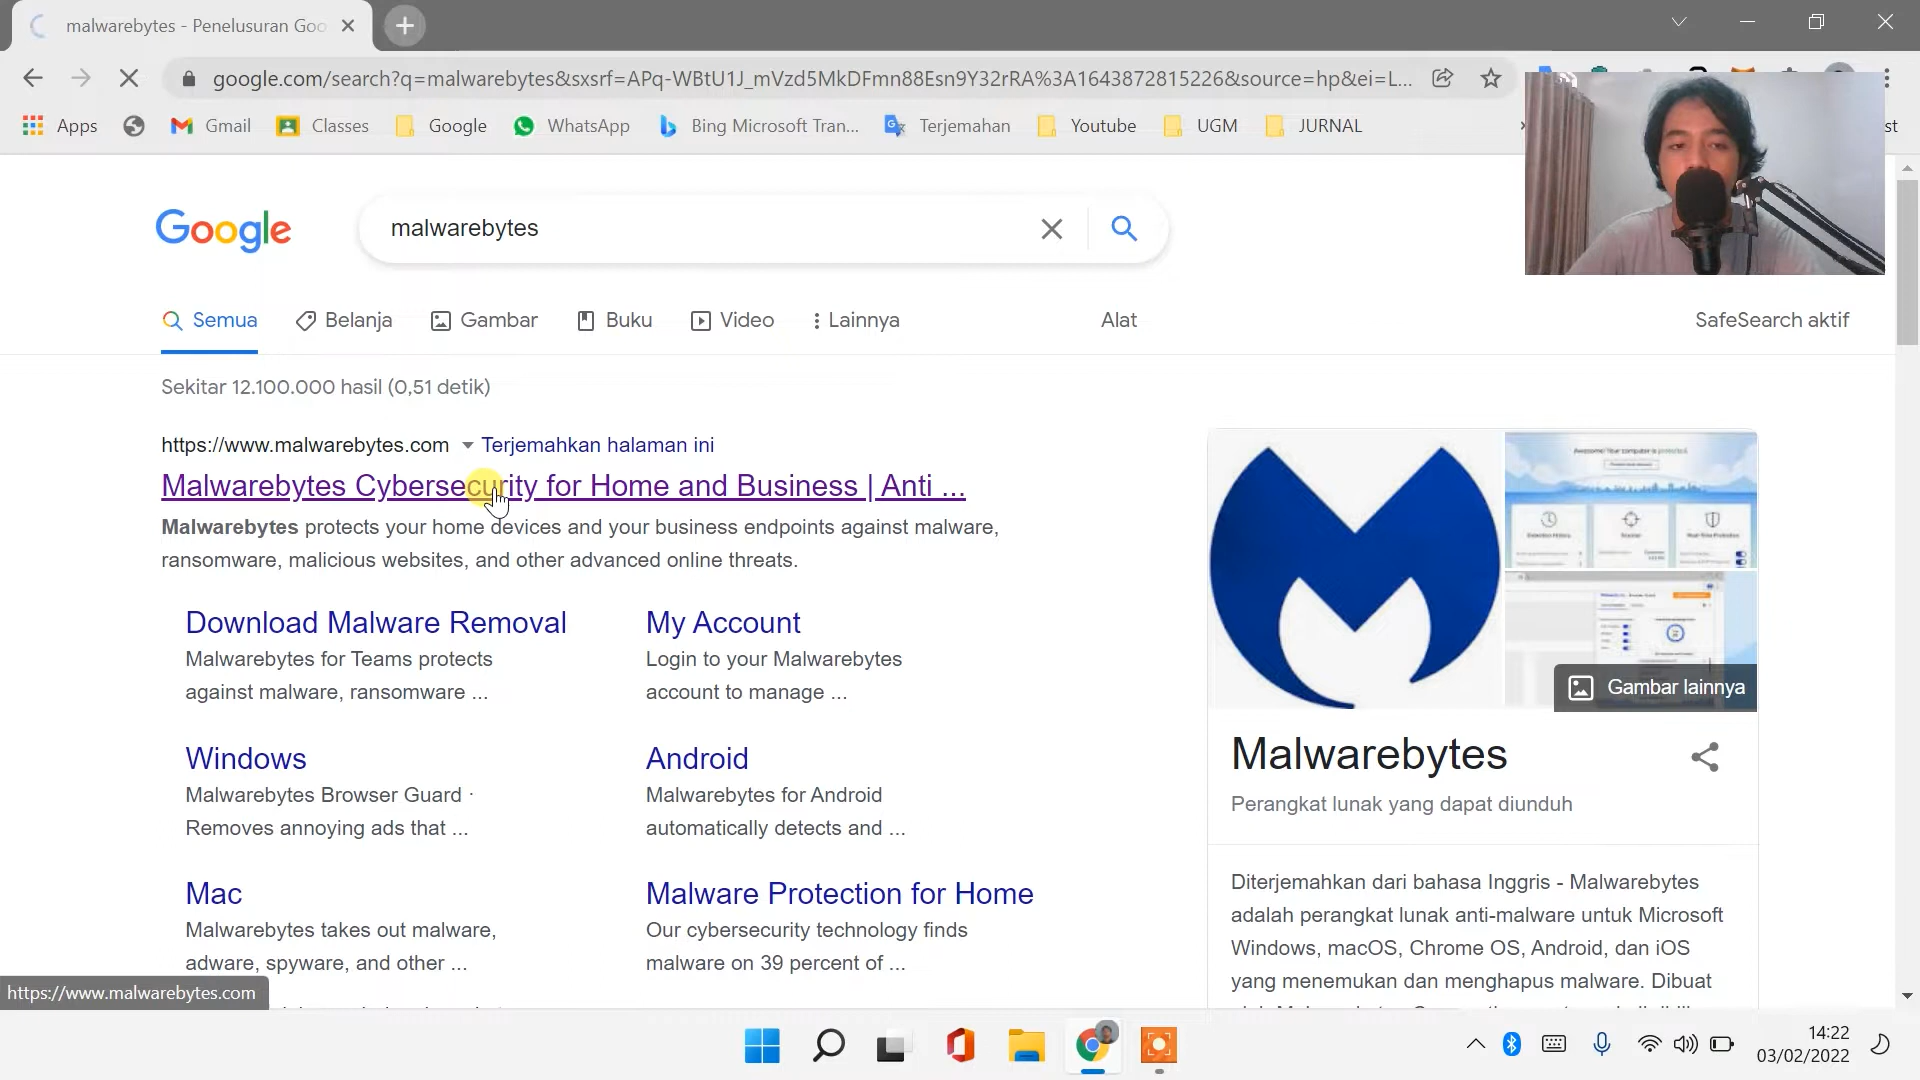 malwarebytes - Penelusuran Goo
google.com/search?q=malwarebytes&sxsrf=APq-WBtU1J_mVzd5MkDFmn88Esn9Y32rRA%3A1643872815226&source=hp&ei=L...
Apps
Gmail
Classes
Google
WhatsApp
Bing Microsoft Tran...
Terjemahan
Youtube
UGM
JURNAL
st
Google
malwarebytes
Semua
Belanja
Gambar
Buku
Video
Lainnya
Alat
SafeSearch aktif
Sekitar 12.100.000 hasil (0,51 detik)
https://www.malwarebytes.com
Terjemahkan halaman ini
Malwarebytes Cybersecurity for Home and Business | Anti ...
Malwarebytes protects your home devices and your business endpoints against malware,
ransomware, malicious websites, and other advanced online threats.
Download Malware Removal
Malwarebytes for Teams protects
against malware, ransomware ...
My Account
Login to your Malwarebytes
account to manage ...
Windows
Malwarebytes Browser Guard ·
Removes annoying ads that ...
Android
Malwarebytes for Android
automatically detects and ...
Mac
Malwarebytes takes out malware,
adware, spyware, and other ...
Malware Protection for Home
Our cybersecurity technology finds
malware on 39 percent of ...
Gambar lainnya
Malwarebytes
Perangkat lunak yang dapat diunduh
Diterjemahkan dari bahasa Inggris - Malwarebytes
adalah perangkat lunak anti-malware untuk Microsoft
Windows, macOS, Chrome OS, Android, dan iOS
yang menemukan dan menghapus malware. Dibuat
https://www.malwarebytes.com
14:22
03/02/2022